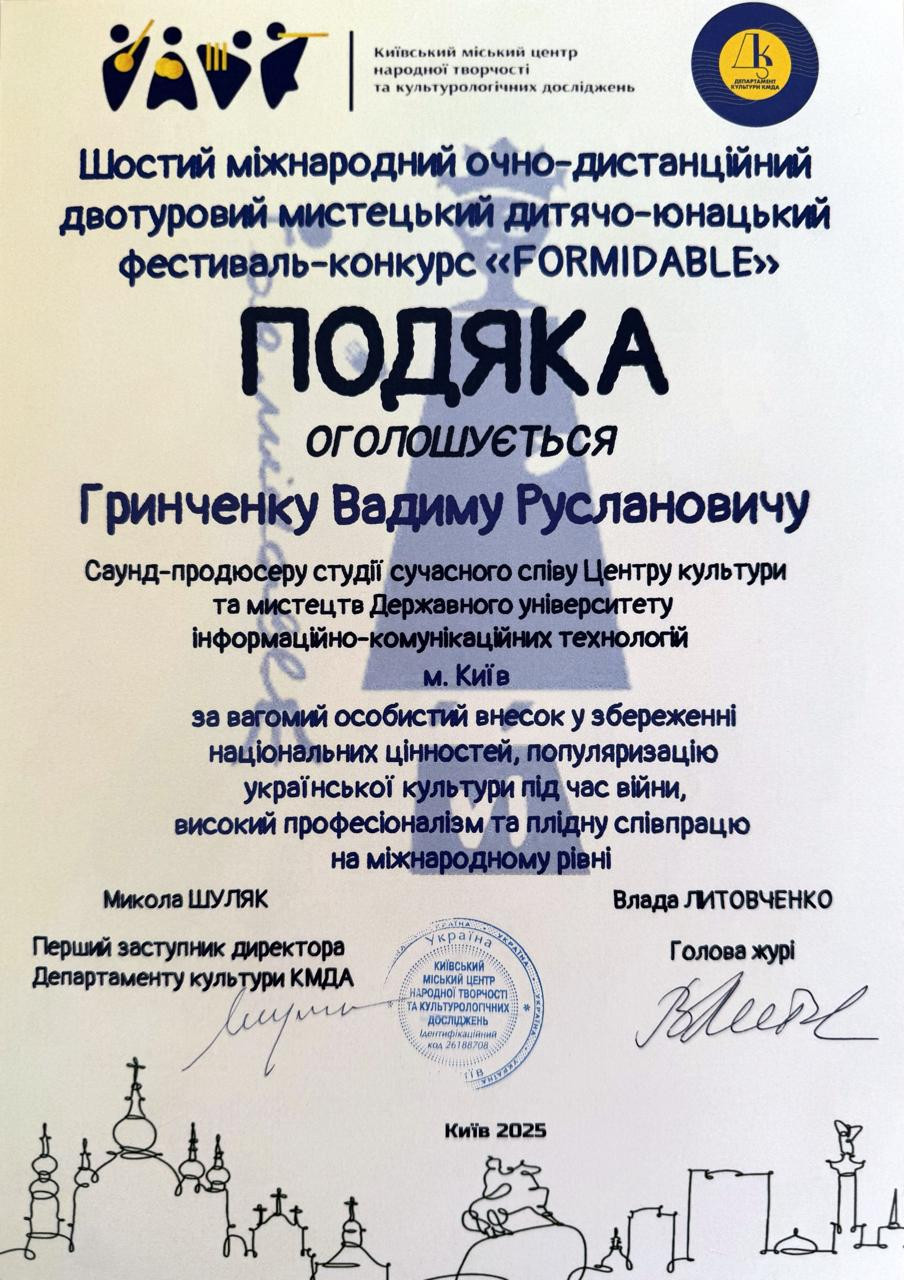 Київський міський центр
народної творчості
та культурологічних досліджень
ДК
ДЕПАРТАМЕНТ
КУЛЬТУРИ КМДА
Шостий міжнародний очно-дистанційний
двотуровий мистецький дитячо-юнацький
фестиваль-конкурс «FORMIDABLE»
ПОДЯКА
ОГОЛОШУЄТЬСЯ
Гринченку Вадиму Руслановичу
Саунд-продюсеру студії сучасного співу Центру культури
та мистецтв Державного університету
інформаційно-комунікаційних технологій
м. Київ
за вагомий особистий внесок у збереженні
національних цінностей, популяризацію
української культури під час війни,
високий професіоналізм та плідну співпрацю
на міжнародному рівні
Микола ШУЛЯК
Влада ЛИТОВЧЕНКО
Перший заступник директора
Департаменту культури КМДА
Голова журі
Україна
КИЇВСЬКИЙ
МІСЬКИЙ ЦЕНТР
НАРОДНОЇ ТВОРЧОСТІ
ТА КУЛЬТУРОЛОГІЧНИХ
ДОСЛІДЖЕНЬ
Ідентифікаційний
код 26188708
Київ 2025